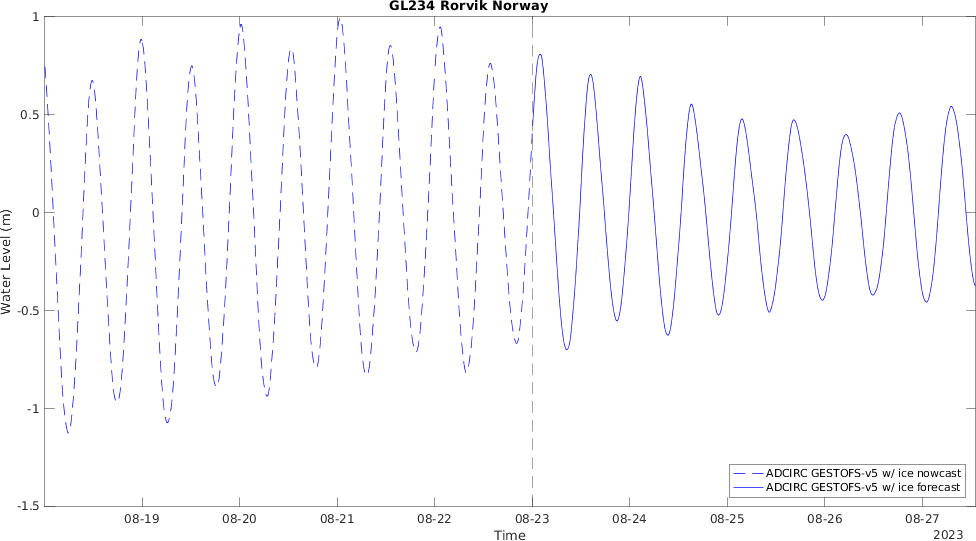 GL234 Rorvik Norway
1
0.5
0
-0.5
-1
-1.5
Water Level (m)
08-19 08-20 08-21 08-22 08-23 08-24 08-25 08-26 08-27
Time
2023
ADCIRC GESTOFS-v5 w/ ice nowcast
ADCIRC GESTOFS-v5 w/ ice forecast